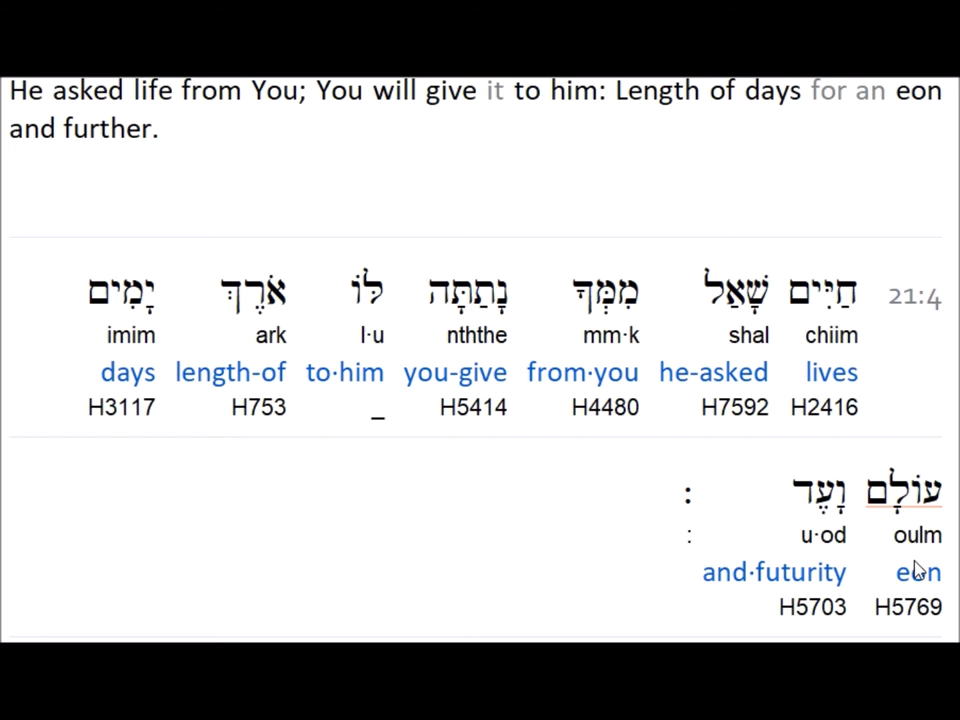 He asked life from You; You will give it to him: Length of days for an eon
and further.
21:4 חַיִּים שָׁאַל מִמְּךָ נָתַתָּה לּוֹ אֹרֶךְ יָמִים
chiim shal mm·k nththe l·u ark imim
lives he-asked from·you you-give to·him length-of days
H2416 H7592 H4480 H5414 _ H753 H3117
עוֹלָם וָעֶד :
oulm u·od :
eon and·futurity
H5769 H5703